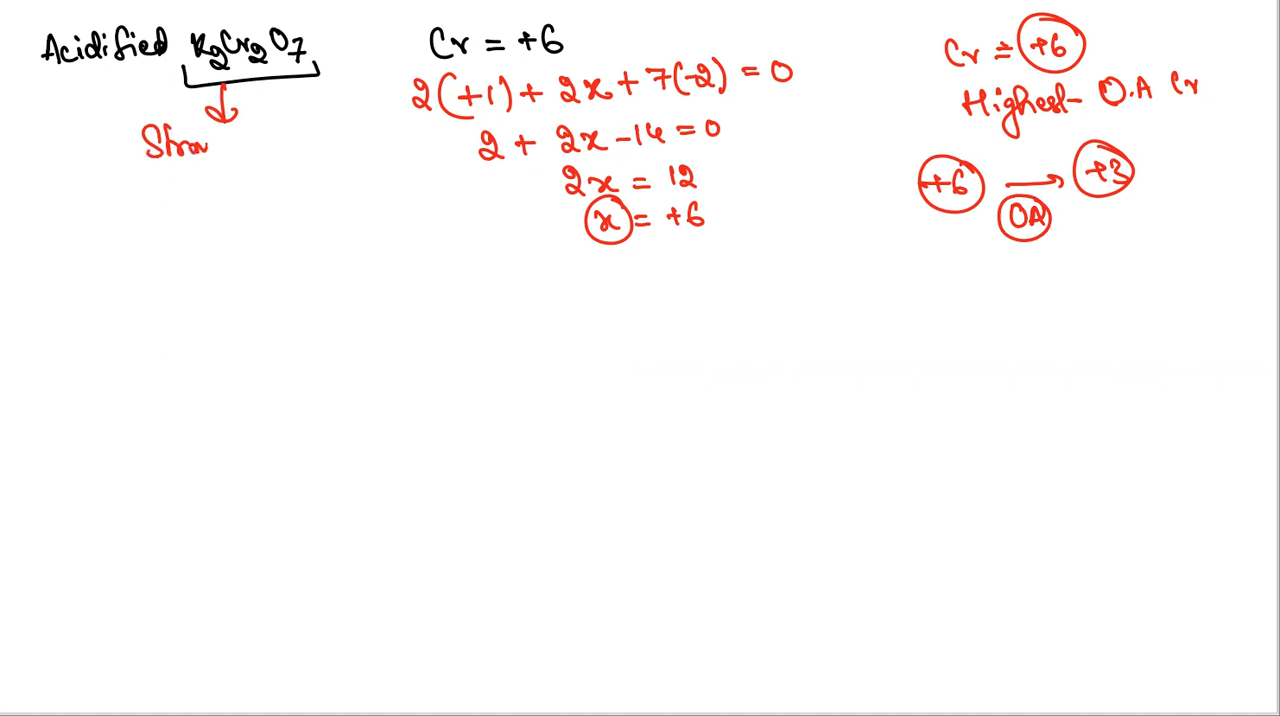 Acidified K2Cr2O7
Stron
Cr = +6
2(+1) + 2x + 7(-2) = 0
2 + 2x - 14 = 0
2x = 12
x = +6
Cr = +6
Highest O.A Cr
+6 → +3
OA